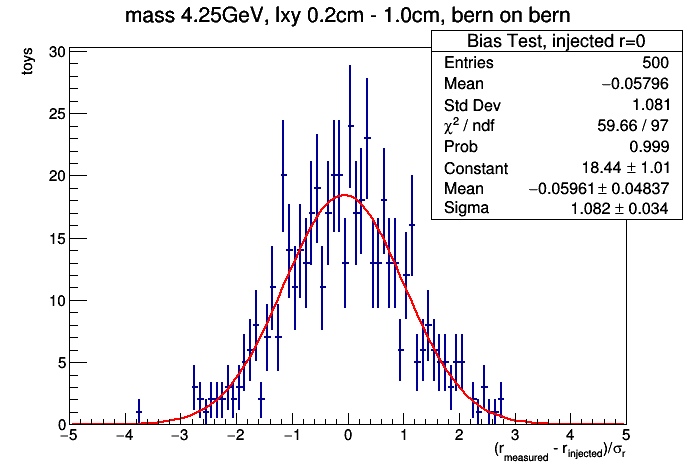 mass 4.25GeV, lxy 0.2cm - 1.0cm, bern on bern
Bias Test, injected r=0
Entries 500
Mean −0.05796
Std Dev 1.081
χ² / ndf 59.66 / 97
Prob 0.999
Constant 18.44 ± 1.01
Mean −0.05961 ± 0.04837
Sigma 1.082 ± 0.034
toys
30
25
20
15
10
5
0
−5 −4 −3 −2 −1 0 1 2 3 4 5
(r_measured - r_injected)/σ_r